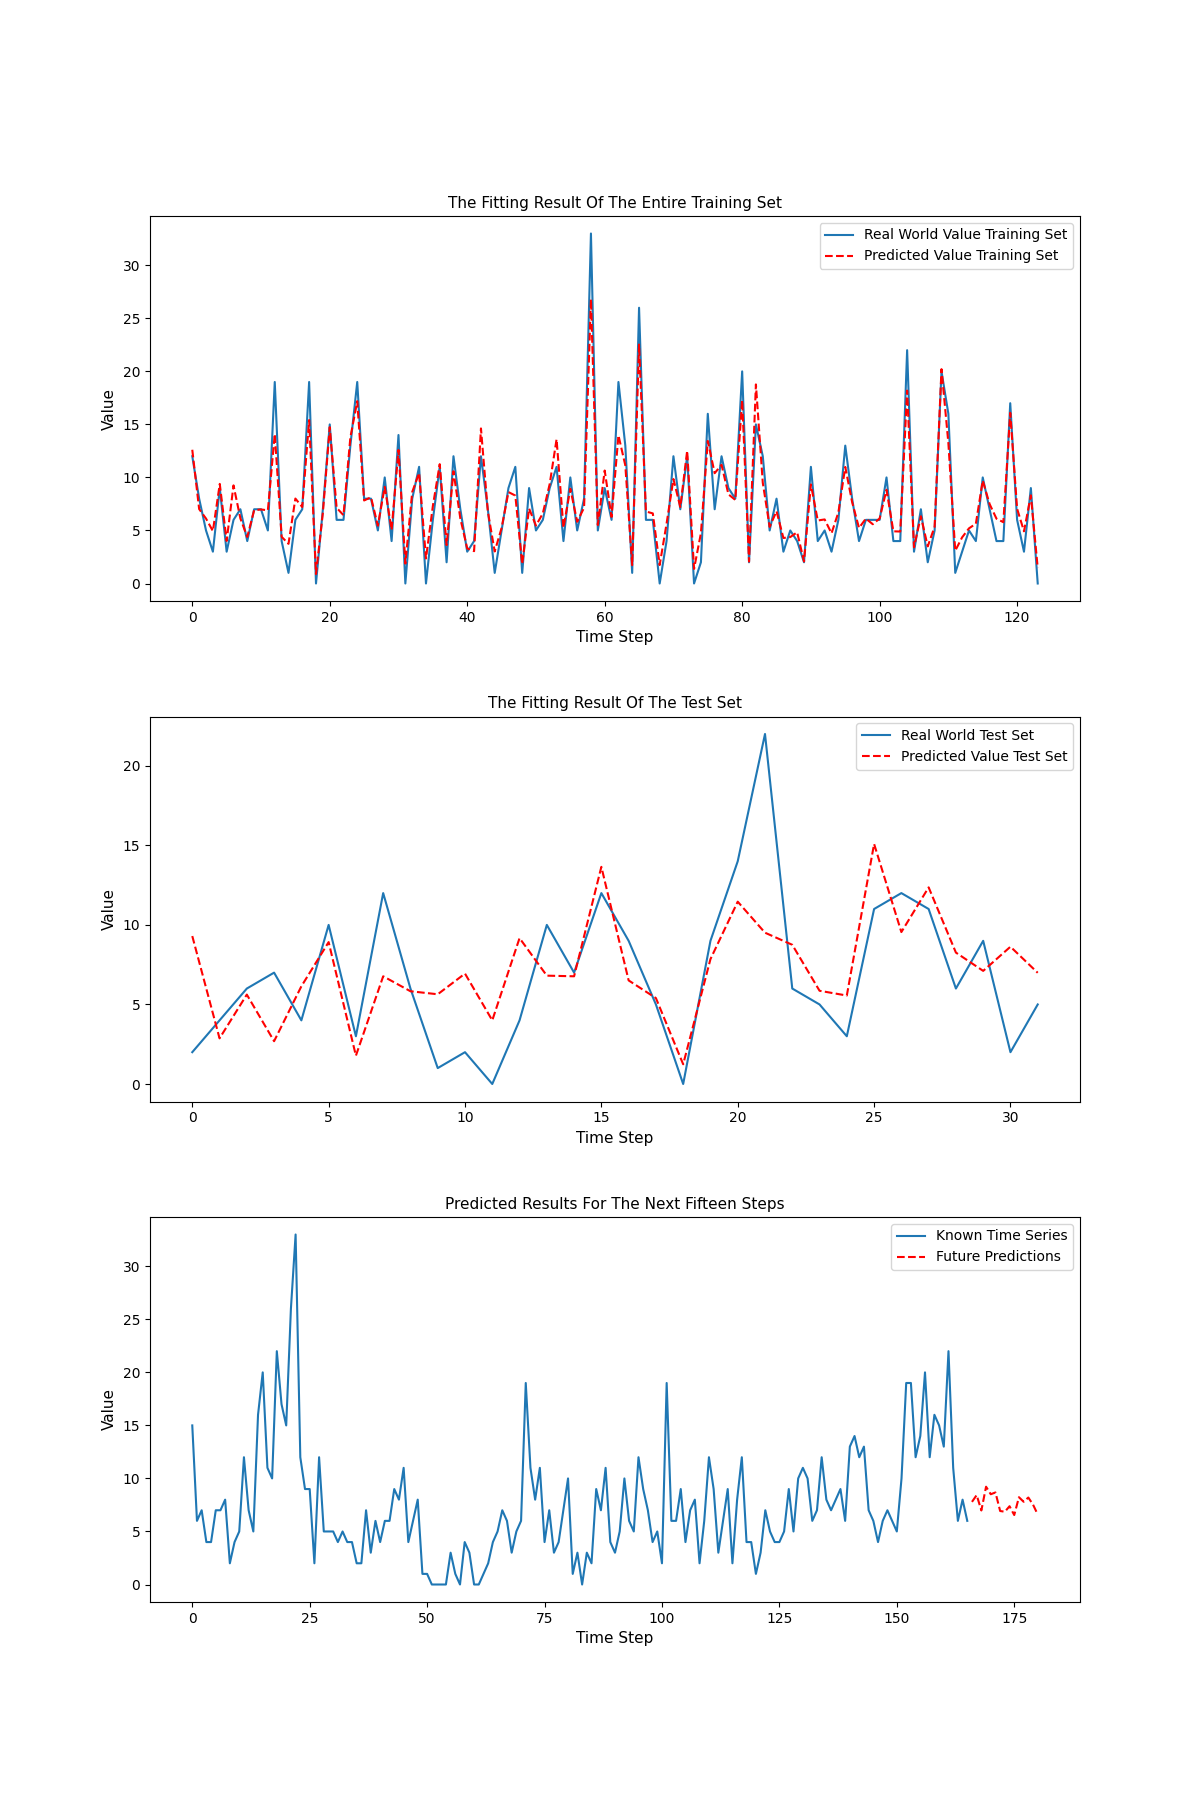 The Fitting Result Of The Entire Training Set
Real World Value Training Set
Predicted Value Training Set
Value
30
25
20
15
10
5
0
0 20 40 60 80 100 120
Time Step
The Fitting Result Of The Test Set
Real World Test Set
Predicted Value Test Set
Value
20
15
10
5
0
0 5 10 15 20 25 30
Time Step
Predicted Results For The Next Fifteen Steps
Known Time Series
Future Predictions
Value
30
25
20
15
10
5
0
0 25 50 75 100 125 150 175
Time Step